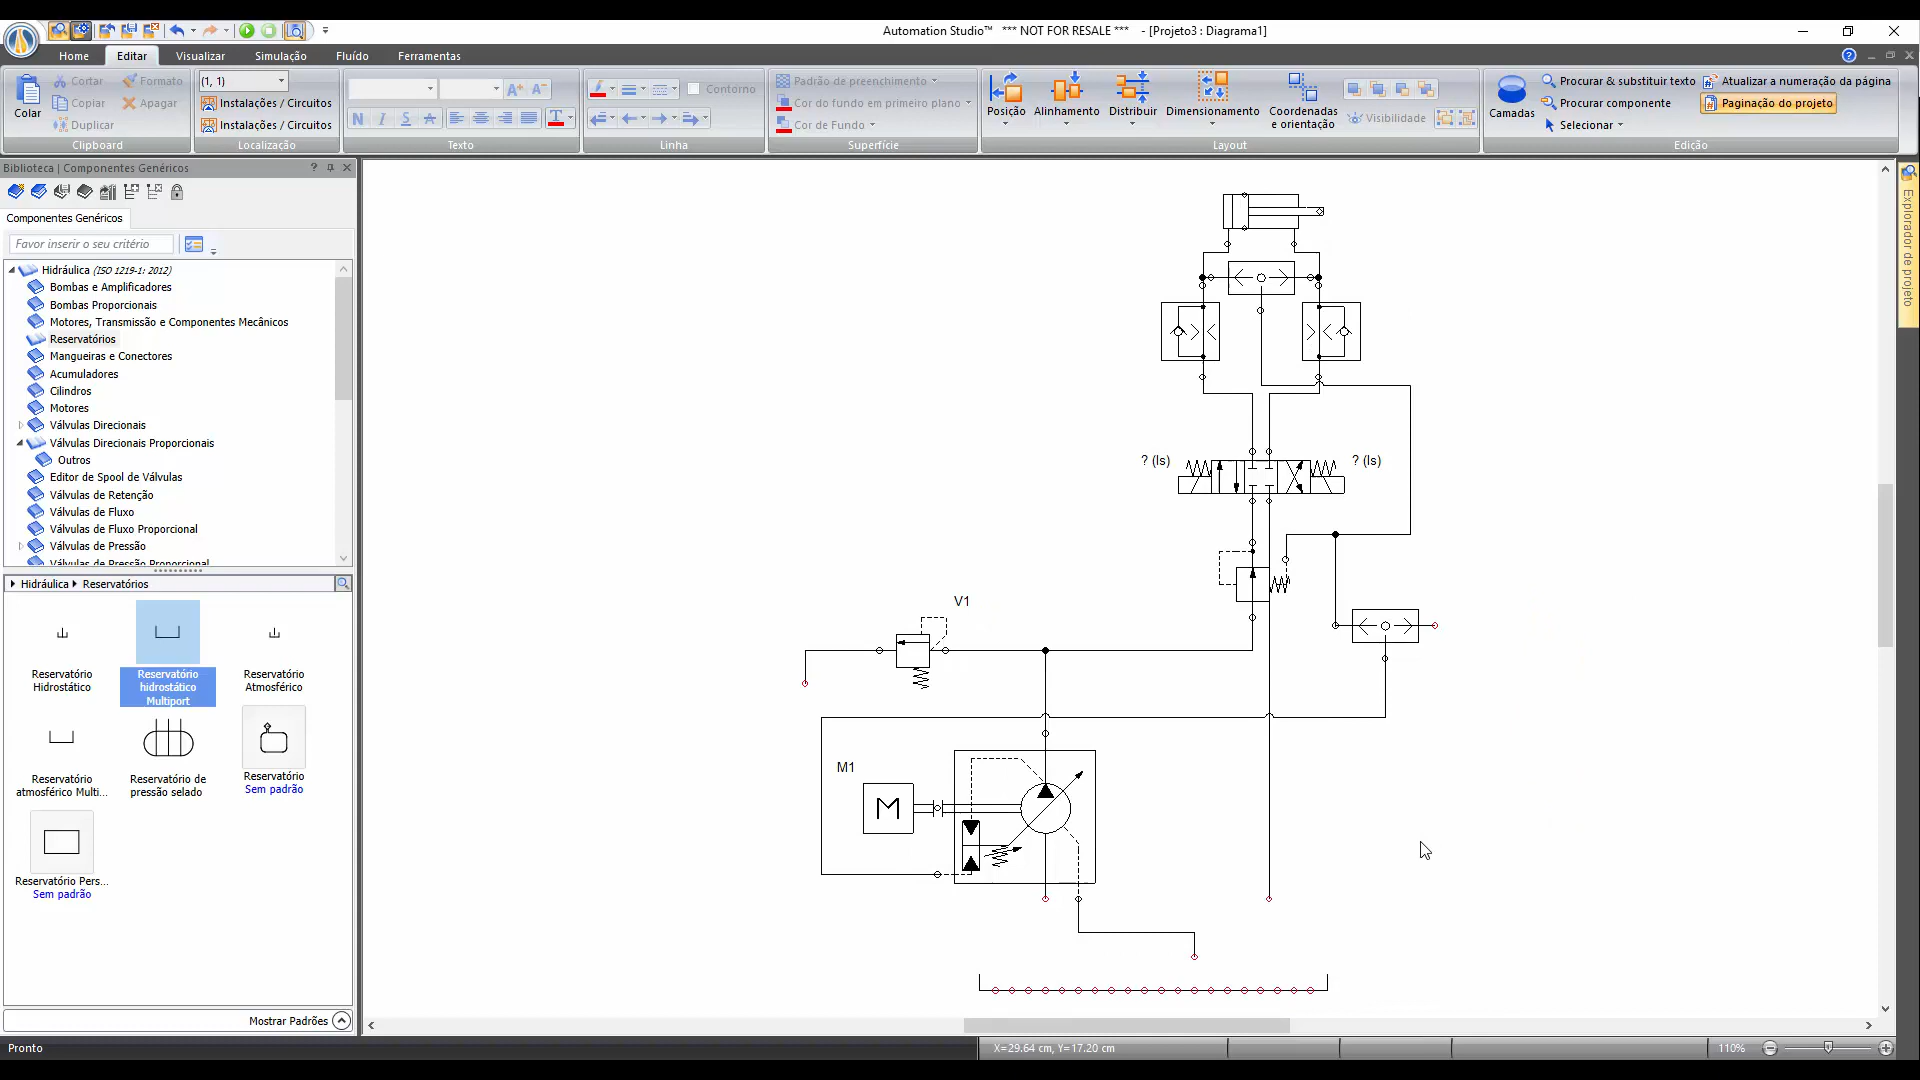 Automation Studio™ *** NOT FOR RESALE *** - [Projeto3 : Diagrama1]
Home Editar Visualizar Simulação Fluído Ferramentas
Colar
Cortar
Copiar
Duplicar
Formato
Apagar
Clipboard
(1, 1)
Instalações / Circuitos
Instalações / Circuitos
Localização
A+ A-
N I S A T
Texto
Contorno
Linha
Padrão de preenchimento
Cor do fundo em primeiro plano
Cor de Fundo
Superfície
Posição
Alinhamento
Distribuir
Dimensionamento
Coordenadas
e orientação
Visibilidade
Layout
Camadas
Procurar & substituir texto
Procurar componente
Selecionar
Atualizar a numeração da página
Paginação do projeto
Edição
Biblioteca | Componentes Genéricos
Componentes Genéricos
Favor inserir o seu critério
Hidráulica (ISO 1219-1: 2012)
Bombas e Amplificadores
Bombas Proporcionais
Motores, Transmissão e Componentes Mecânicos
Reservatórios
Mangueiras e Conectores
Acumuladores
Cilindros
Motores
Válvulas Direcionais
Válvulas Direcionais Proporcionais
Outros
Editor de Spool de Válvulas
Válvulas de Retenção
Válvulas de Fluxo
Válvulas de Fluxo Proporcional
Válvulas de Pressão
Válvulas de Pressão Proporcional
Hidráulica Reservatórios
Reservatório
Hidrostático
Reservatório
hidrostático
Multiport
Reservatório
Atmosférico
Reservatório
atmosférico Multi...
Reservatório de
pressão selado
Reservatório
Sem padrão
Reservatório Pers...
Sem padrão
Mostrar Padrões
? (ls)
? (ls)
V1
M1
M
Explorador de projeto
Pronto
X=29.64 cm, Y=17.20 cm
110%